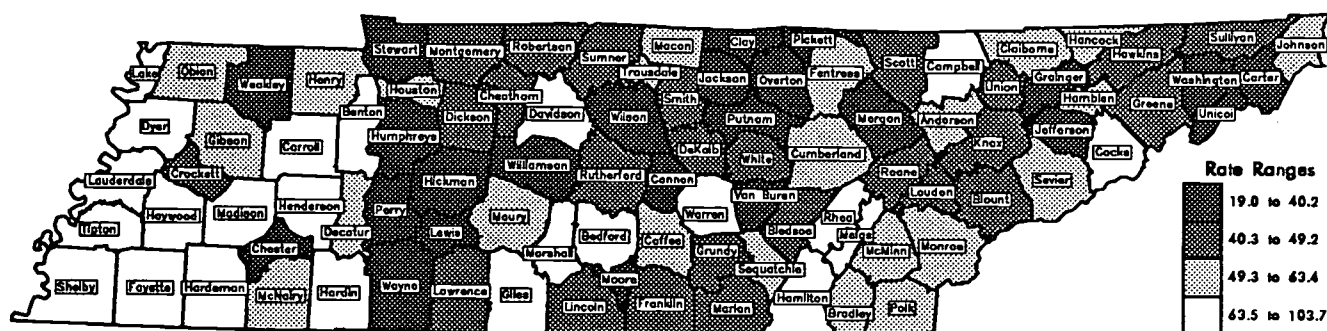 Lake
Obion
Weakley
Henry
Stewart
Montgomery
Robertson
Sumner
Macon
Trousdale
Clay
Pickett
Jackson
Overton
Fentress
Scott
Campbell
Claiborne
Hancock
Hawkins
Sullivan
Johnson
Union
Grainger
Hamblen
Washington
Carter
Greene
Unicoi
Dyer
Gibson
Carroll
Benton
Houston
Humphreys
Dickson
Cheatham
Davidson
Wilson
Smith
Putnam
DeKalb
White
Cumberland
Morgan
Anderson
Knox
Jefferson
Cocke
Sevier
Lauderdale
Crockett
Haywood
Madison
Henderson
Decatur
Perry
Hickman
Lewis
Williamson
Maury
Rutherford
Cannon
Warren
Van Buren
Bledsoe
Rhea
Meigs
Roane
Loudon
Blount
Monroe
McMinn
Tipton
Shelby
Fayette
Hardeman
Chester
McNairy
Hardin
Wayne
Lawrence
Giles
Marshall
Bedford
Coffee
Moore
Lincoln
Franklin
Grundy
Sequatchie
Marion
Hamilton
Bradley
Polk
Rate Ranges
19.0 to 40.2
40.3 to 49.2
49.3 to 63.4
63.5 to 103.7